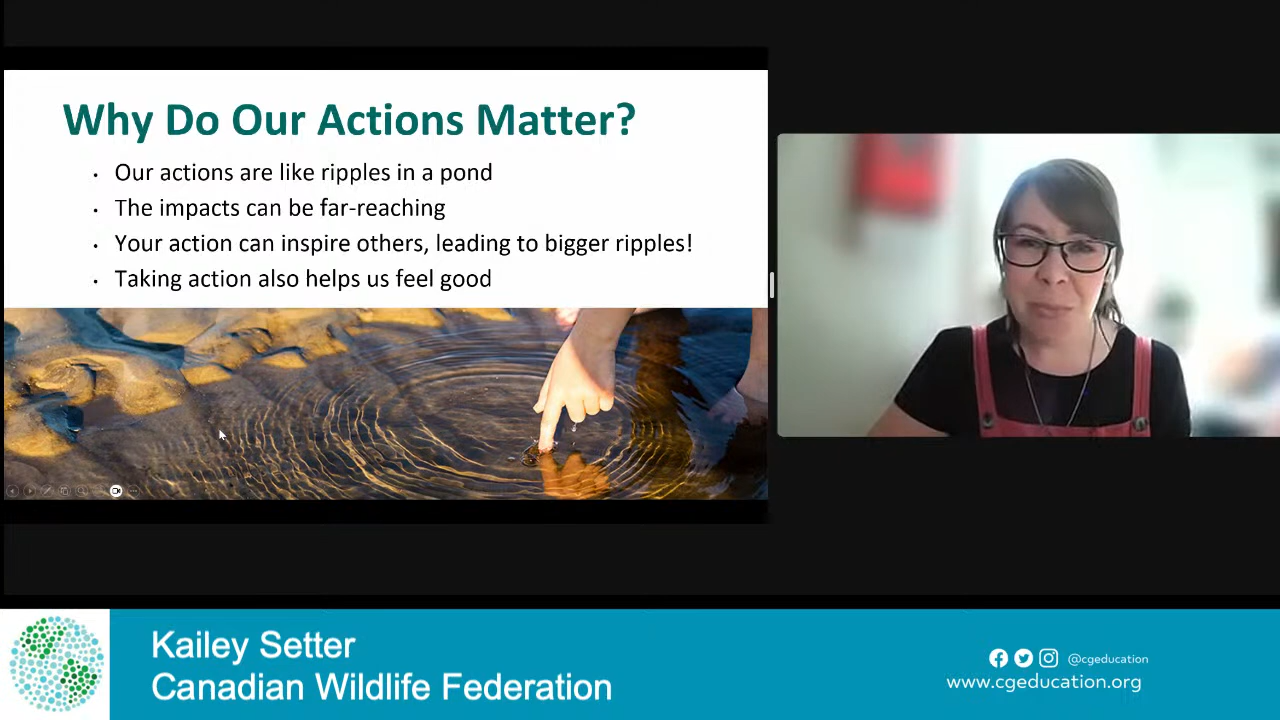 Why Do Our Actions Matter?
• Our actions are like ripples in a pond
• The impacts can be far-reaching
• Your action can inspire others, leading to bigger ripples!
• Taking action also helps us feel good
Kailey Setter
Canadian Wildlife Federation
@cgeducation
www.cgeducation.org